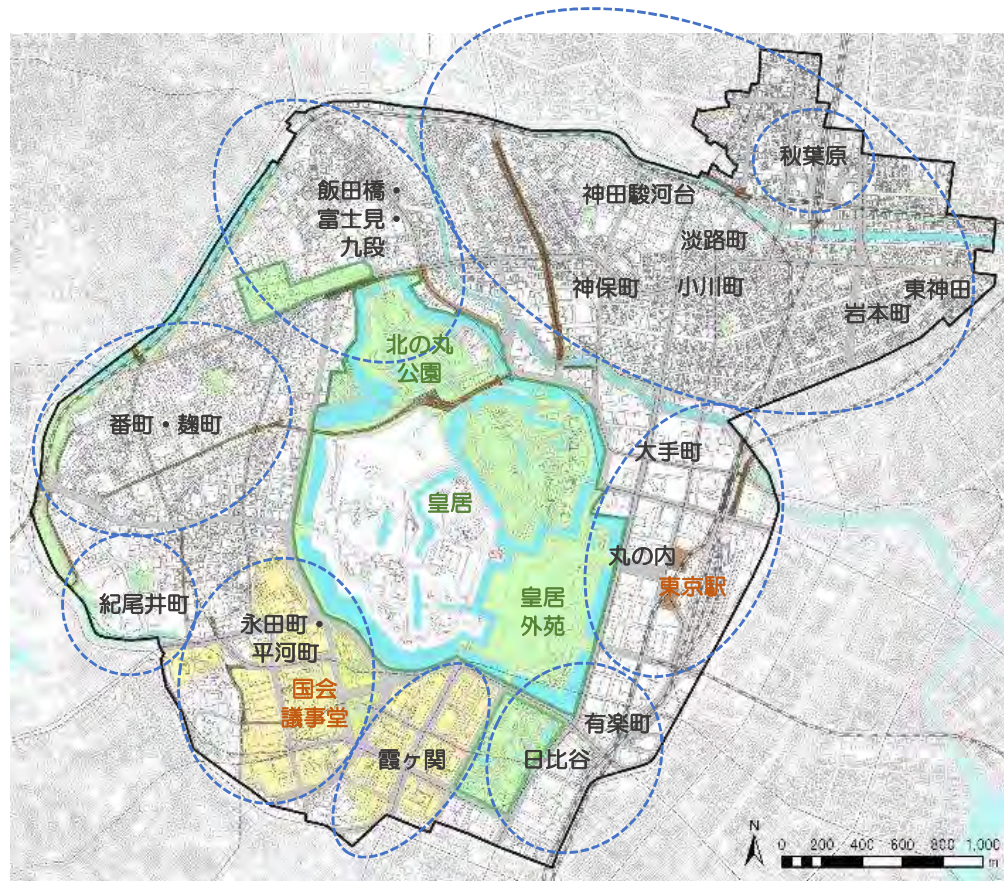 秋葉原
飯田橋・
富士見・
九段
神田駿河台
淡路町
神保町
小川町
東神田
岩本町
北の丸
公園
番町・麹町
大手町
皇居
丸の内
東京駅
皇居
外苑
紀尾井町
永田町・
平河町
国会
議事堂
有楽町
霞ヶ関
日比谷
N
0 200 400 600 800 1,000
m